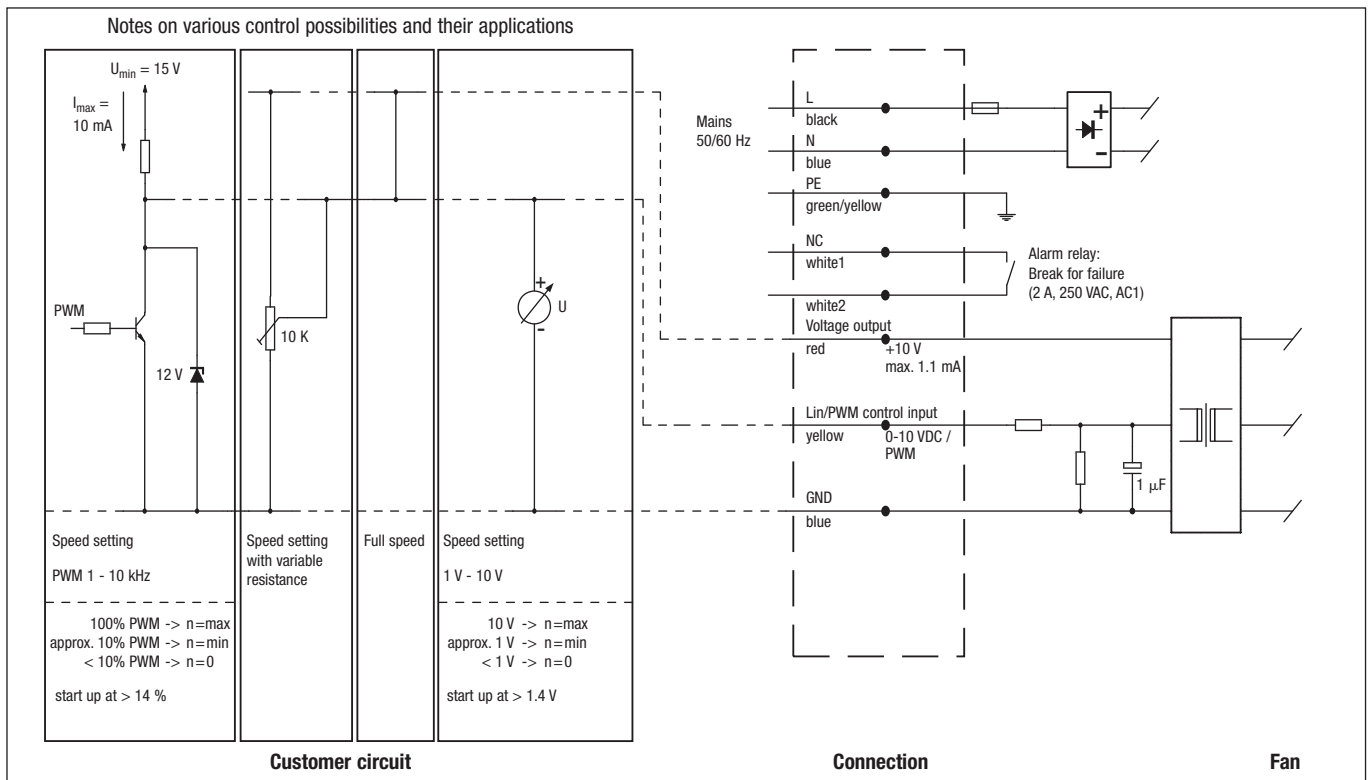 Notes on various control possibilities and their applications
Umin = 15 V
Imax =
10 mA
PWM
12 V
Speed setting
PWM 1 - 10 kHz
100% PWM -> n=max
approx. 10% PWM -> n=min
< 10% PWM -> n=0
start up at > 14 %
10 K
Speed setting
with variable
resistance
Full speed
+
-
U
Speed setting
1 V - 10 V
10 V -> n=max
approx. 1 V -> n=min
< 1 V -> n=0
start up at > 1.4 V
Customer circuit
Mains
50/60 Hz
L
black
N
blue
PE
green/yellow
NC
white1
white2
Voltage output
red
+10 V
max. 1.1 mA
Lin/PWM control input
yellow
0-10 VDC /
PWM
GND
blue
Connection
+
-
Alarm relay:
Break for failure
(2 A, 250 VAC, AC1)
1 µF
Fan